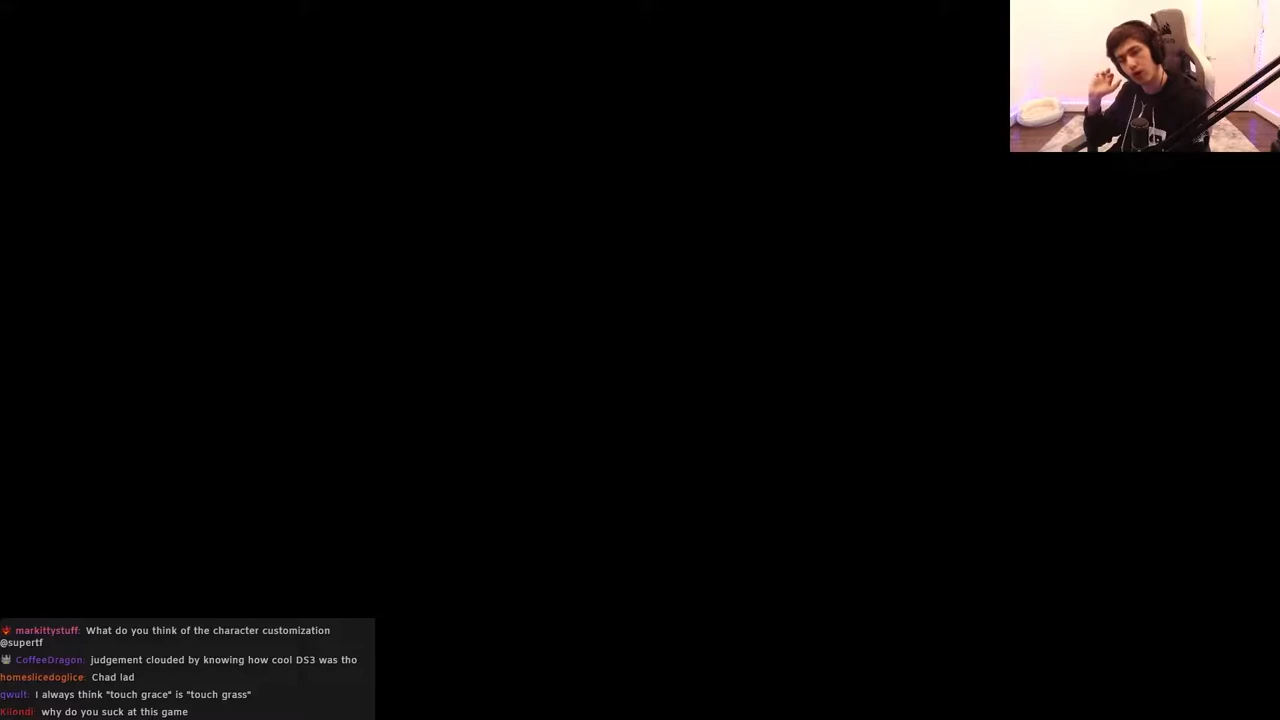 markittystuff: What do you think of the character customization
@supertf
CoffeeDragon: judgement clouded by knowing how cool DS3 was tho
homeslicedoglice: Chad lad
qwult: I always think "touch grace" is "touch grass"
Kilondi: why do you suck at this game